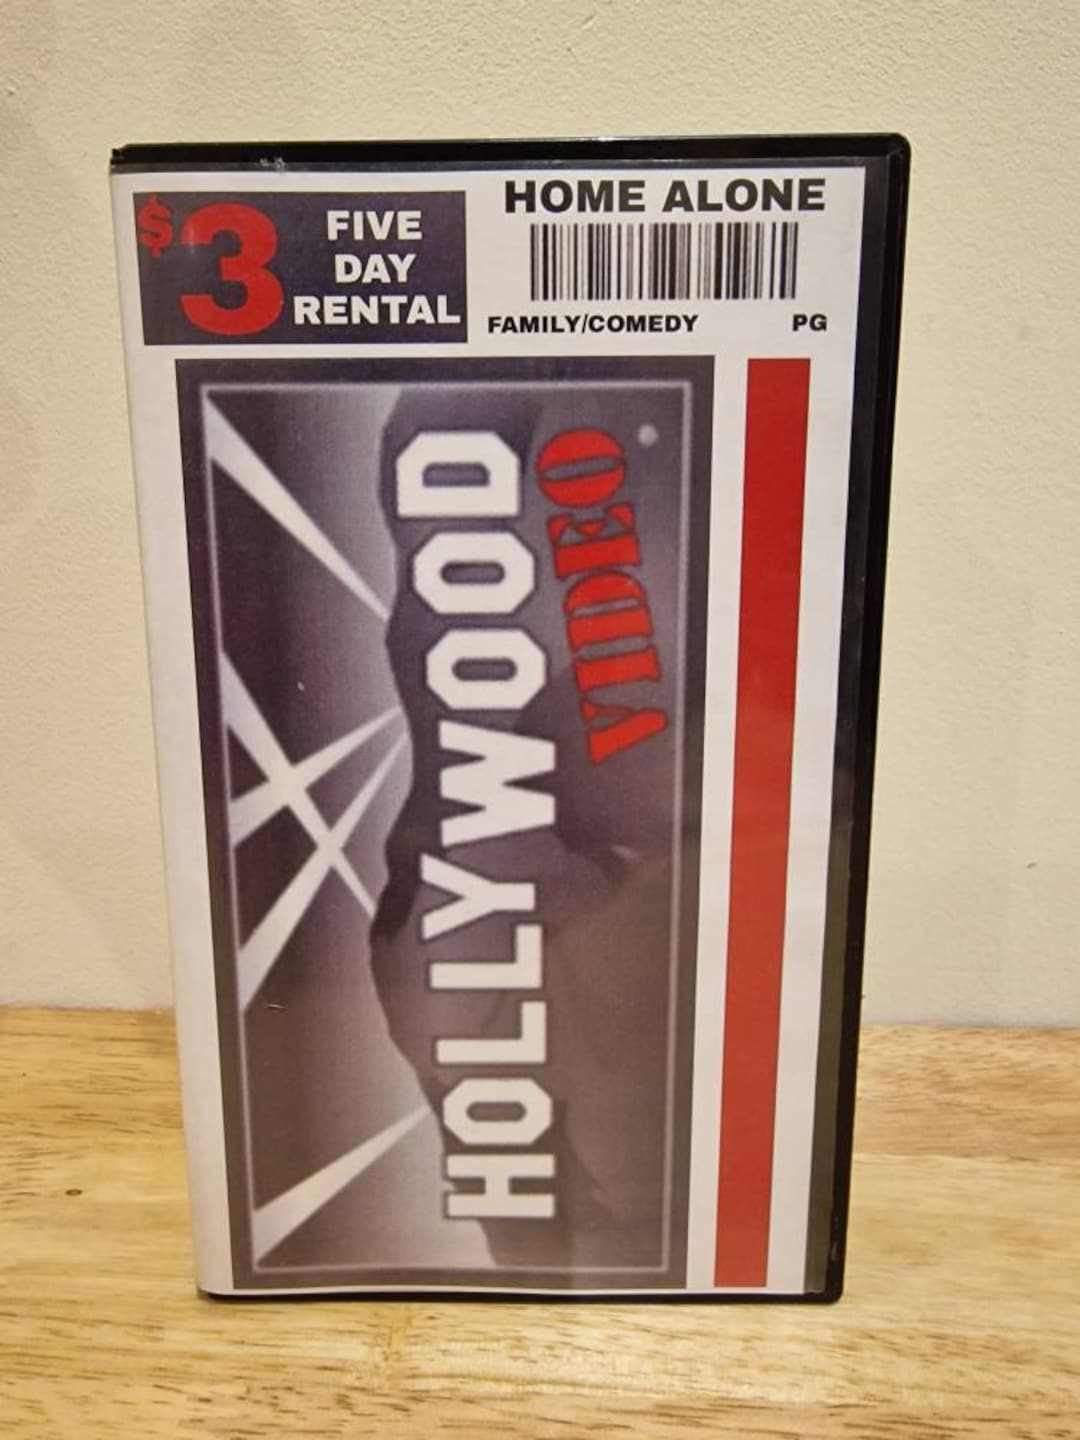 $3
FIVE
DAY
RENTAL
HOME ALONE
FAMILY/COMEDY PG
HOLLYWOOD
VIDEO